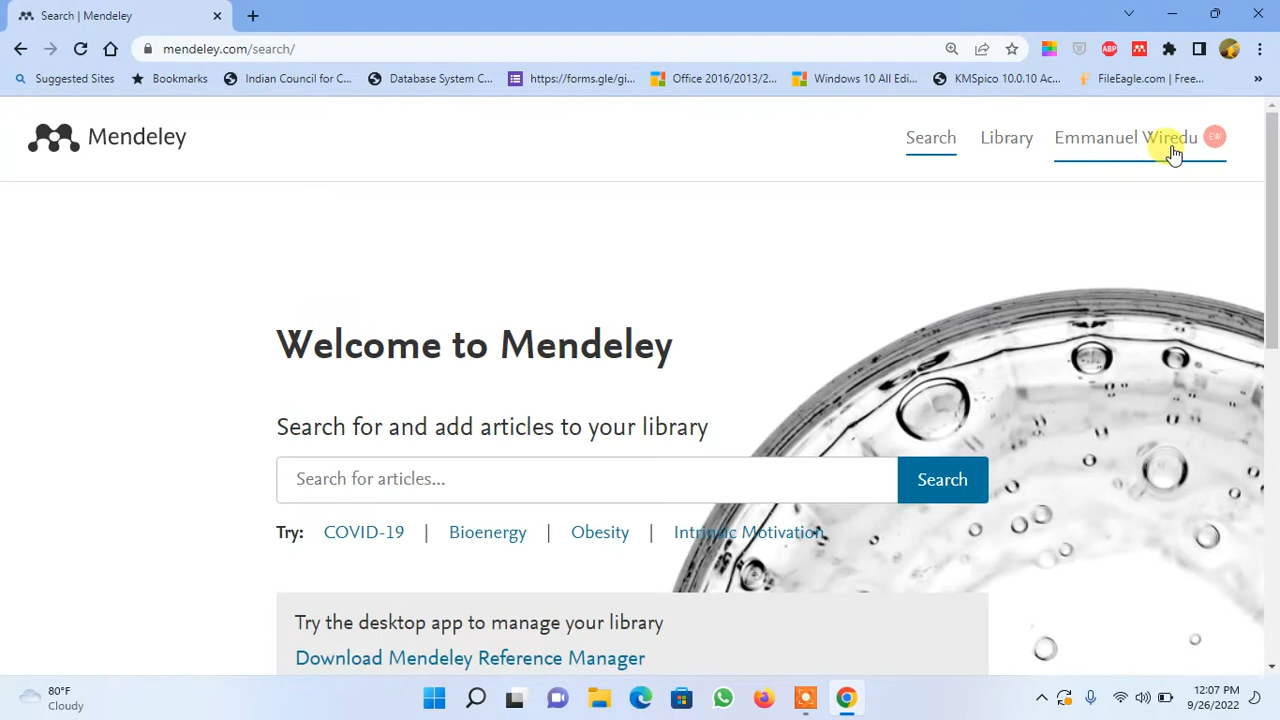 Search | Mendeley
mendeley.com/search/
ABP
Suggested Sites
Bookmarks
Indian Council for C...
Database System C...
https://forms.gle/gi...
Office 2016/2013/2...
Windows 10 All Edi...
KMSpico 10.0.10 Ac...
FileEagle.com | Free...
»
Mendeley
Search
Library
Emmanuel Wiredu
EW
Welcome to Mendeley
Search for and add articles to your library
Search for articles...
Search
Try: COVID-19 | Bioenergy | Obesity | Intrinsic Motivation
Try the desktop app to manage your library
Download Mendeley Reference Manager
80°F
Cloudy
12:07 PM
9/26/2022